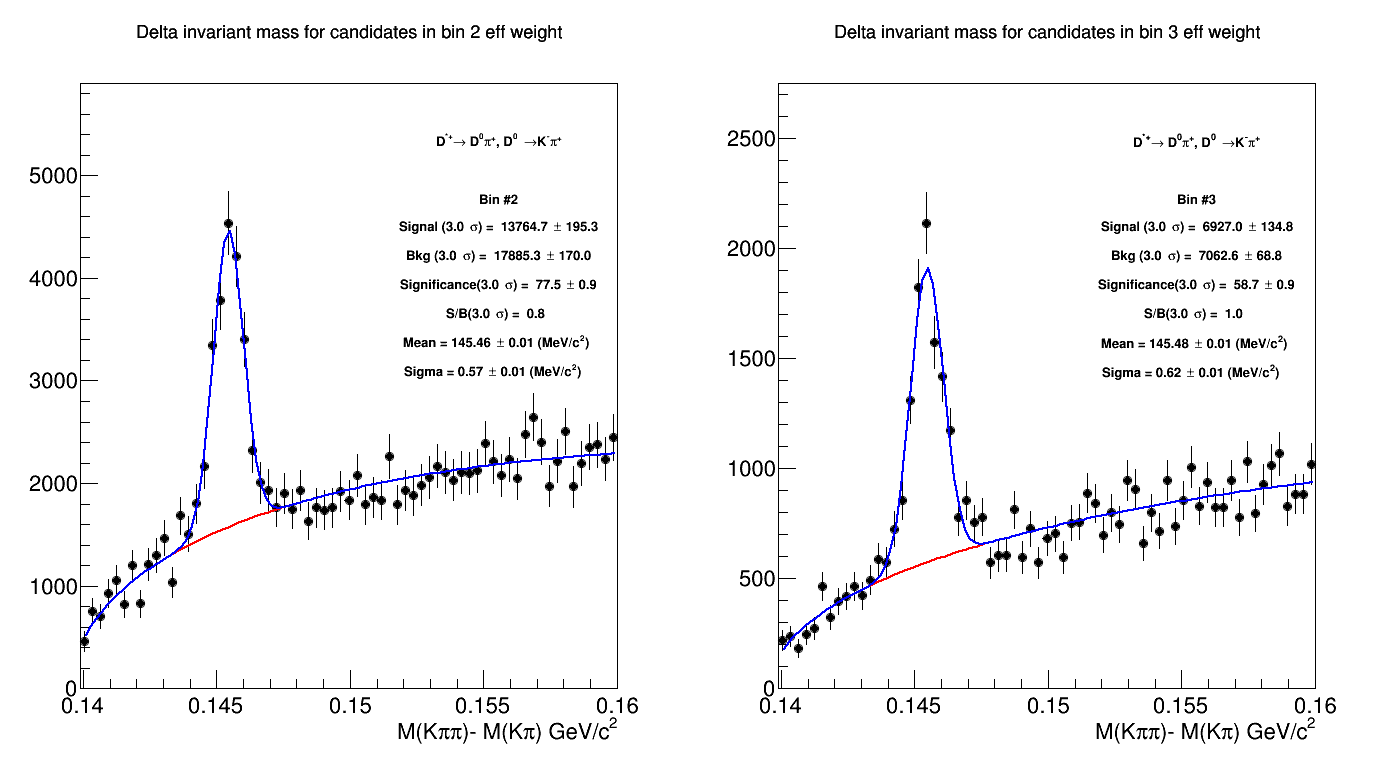 Delta invariant mass for candidates in bin 2 eff weight
D*+→ D0π+, D0 →K-π+
Bin #2
Signal (3.0 σ) = 13764.7 ± 195.3
Bkg (3.0 σ) = 17885.3 ± 170.0
Significance(3.0 σ) = 77.5 ± 0.9
S/B(3.0 σ) = 0.8
Mean = 145.46 ± 0.01 (MeV/c2)
Sigma = 0.57 ± 0.01 (MeV/c2)
5000
4000
3000
2000
1000
0
0.14 0.145 0.15 0.155 0.16
M(Kππ)- M(Kπ) GeV/c2
Delta invariant mass for candidates in bin 3 eff weight
D*+→ D0π+, D0 →K-π+
Bin #3
Signal (3.0 σ) = 6927.0 ± 134.8
Bkg (3.0 σ) = 7062.6 ± 68.8
Significance(3.0 σ) = 58.7 ± 0.9
S/B(3.0 σ) = 1.0
Mean = 145.48 ± 0.01 (MeV/c2)
Sigma = 0.62 ± 0.01 (MeV/c2)
2500
2000
1500
1000
500
0
0.14 0.145 0.15 0.155 0.16
M(Kππ)- M(Kπ) GeV/c2